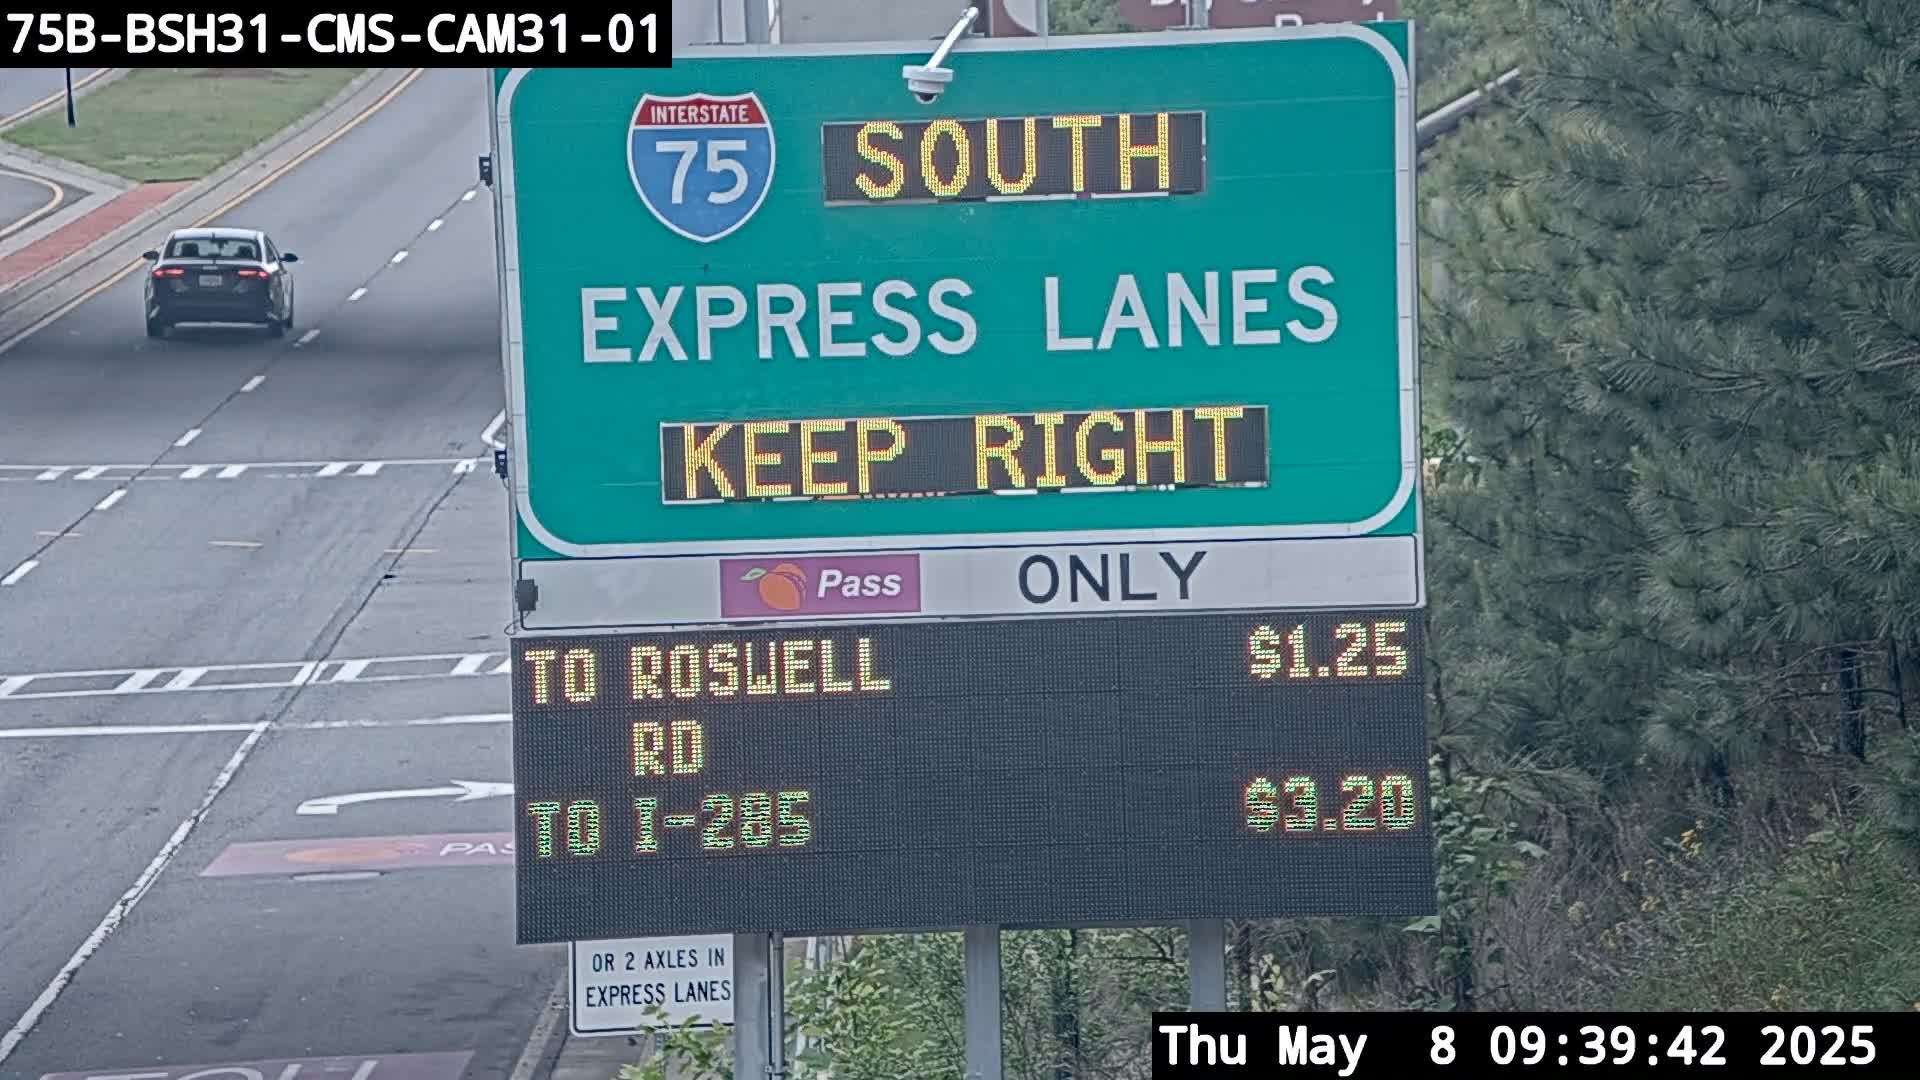 75B-BSH31-CMS-CAM31-01
INTERSTATE
75
SOUTH
EXPRESS LANES
KEEP RIGHT
Pass ONLY
TO ROSWELL $1.25
RD
TO I-285 $3.20
OR 2 AXLES IN
EXPRESS LANES
Thu May 8 09:39:42 2025